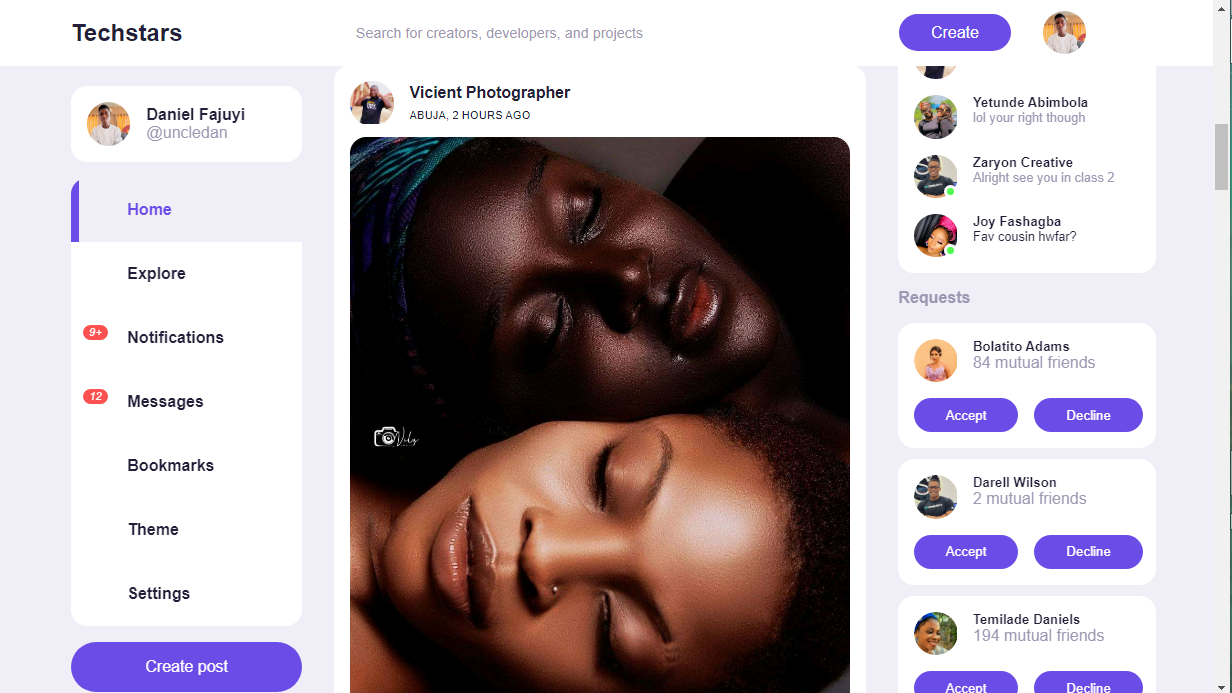 Techstars
Search for creators, developers, and projects
Create
Daniel Fajuyi
@uncledan
Home
Explore
9+
Notifications
12
Messages
Bookmarks
Theme
Settings
Create post
Vicient Photographer
ABUJA, 2 HOURS AGO
Yetunde Abimbola
lol your right though
Zaryon Creative
Alright see you in class 2
Joy Fashagba
Fav cousin hwfar?
Requests
Bolatito Adams
84 mutual friends
Accept Decline
Darell Wilson
2 mutual friends
Accept Decline
Temilade Daniels
194 mutual friends
Accept Decline